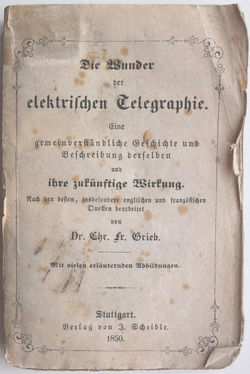 Die Wunder
der
elektrischen Telegraphie.
Eine
gemeinverständliche Geschichte und
Beschreibung derselben
und
ihre zukünftige Wirkung.
Nach den besten, insbesondere englischen und französischen
Quellen bearbeitet
von
Dr. Chr. Fr. Grieb.
Mit vielen erläuternden Abbildungen.
Stuttgart.
Verlag von J. Scheible.
1850.